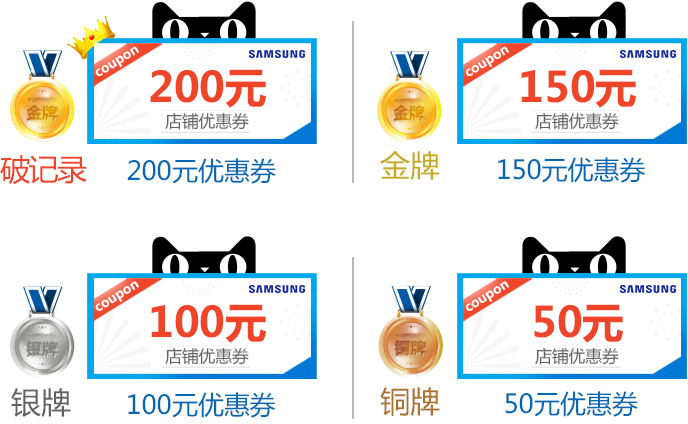 coupon
SAMSUNG
200元
店铺优惠券
金牌
破记录
200元优惠券
coupon
SAMSUNG
150元
店铺优惠券
金牌
金牌
150元优惠券
coupon
SAMSUNG
100元
店铺优惠券
银牌
银牌
100元优惠券
coupon
SAMSUNG
50元
店铺优惠券
铜牌
铜牌
50元优惠券